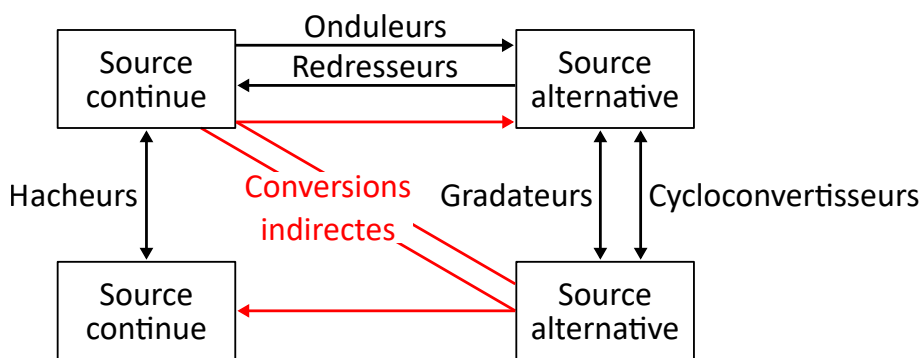 Onduleurs
Source
continue
Redresseurs
Source
alternative
Hacheurs
Conversions
indirectes
Gradateurs
Cycloconvertisseurs
Source
continue
Source
alternative